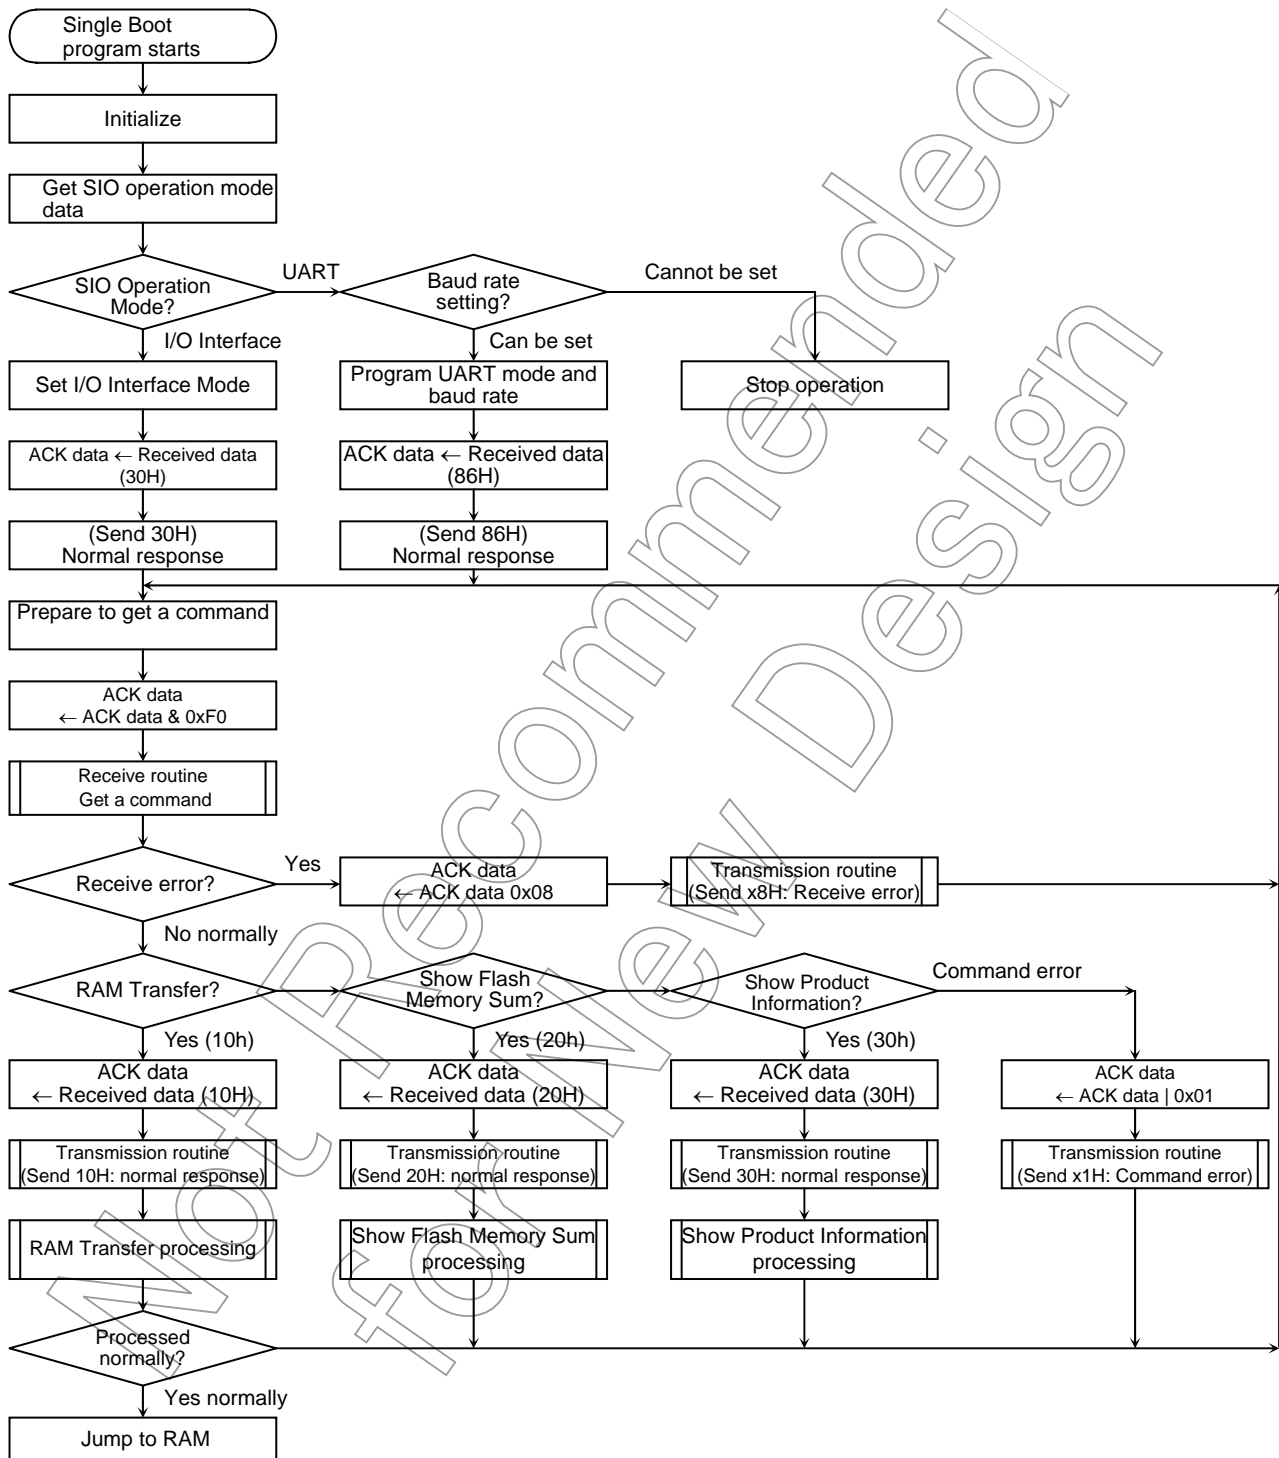 Single Boot
program starts
Initialize
Get SIO operation mode
data
SIO Operation
Mode?
UART
Baud rate
setting?
Cannot be set
I/O Interface
Can be set
Set I/O Interface Mode
Program UART mode and
baud rate
Stop operation
ACK data ← Received data
(30H)
ACK data ← Received data
(86H)
(Send 30H)
Normal response
(Send 86H)
Normal response
Prepare to get a command
ACK data
← ACK data & 0xF0
Receive routine
Get a command
Receive error?
Yes
ACK data
← ACK data 0x08
Transmission routine
(Send x8H: Receive error)
No normally
RAM Transfer?
Show Flash
Memory Sum?
Show Product
Information?
Command error
Yes (10h)
Yes (20h)
Yes (30h)
ACK data
← Received data (10H)
ACK data
← Received data (20H)
ACK data
← Received data (30H)
ACK data
← ACK data | 0x01
Transmission routine
(Send 10H: normal response)
Transmission routine
(Send 20H: normal response)
Transmission routine
(Send 30H: normal response)
Transmission routine
(Send x1H: Command error)
RAM Transfer processing
Show Flash Memory Sum
processing
Show Product Information
processing
Processed
normally?
Yes normally
Jump to RAM
Not Recommended
for New Design